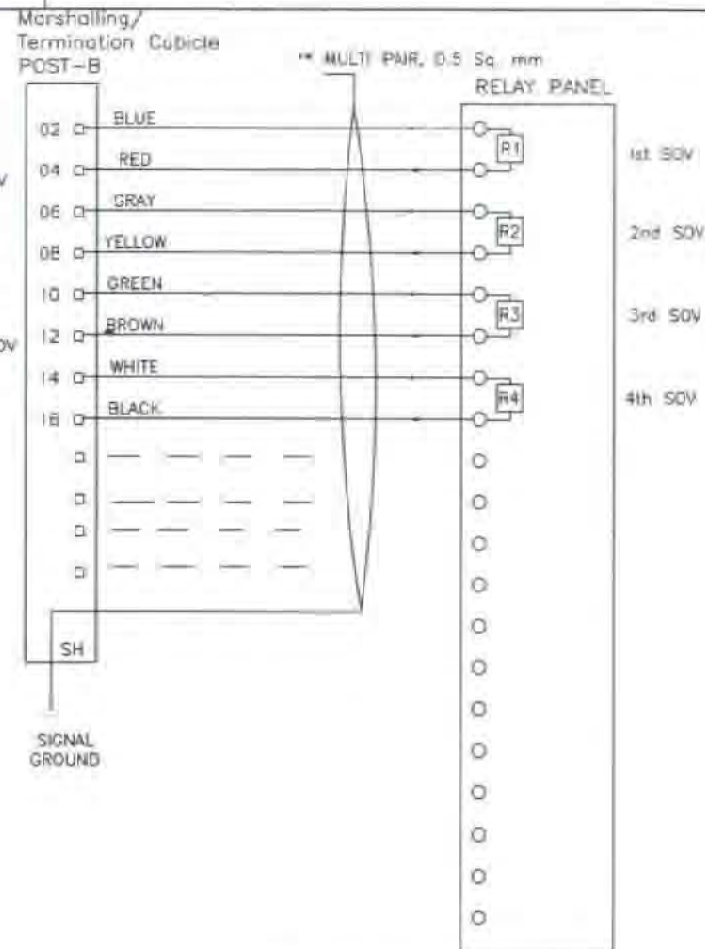 Marshalling/
Termination Cubicle
POST-B
MULTI PAIR, 0.5 Sq. mm
RELAY PANEL
02 BLUE R1 1st SOV
04 RED
06 GRAY R2 2nd SOV
08 YELLOW
10 GREEN R3 3rd SOV
12 BROWN
14 WHITE R4 4th SOV
16 BLACK
SH
SIGNAL
GROUND